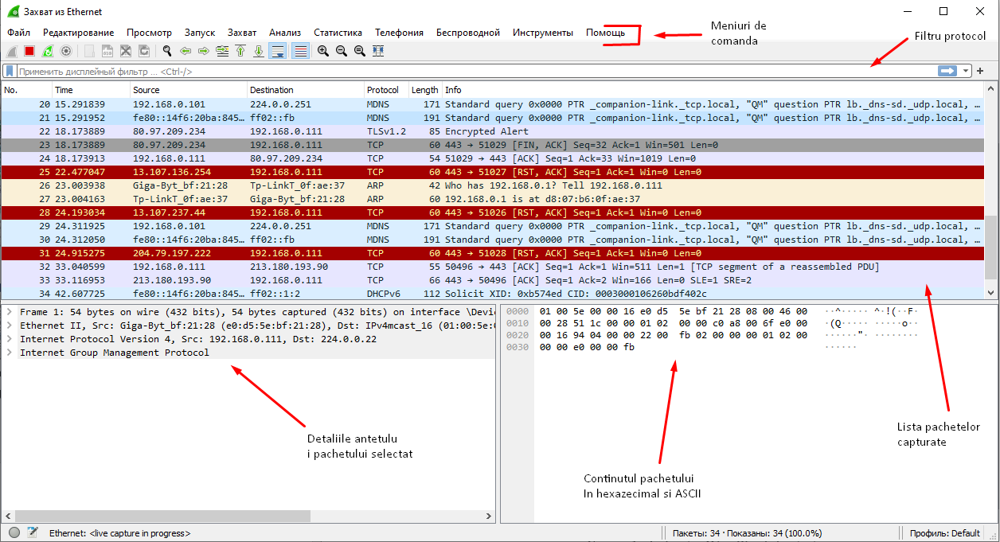 Захват из Ethernet
Файл Редактирование Просмотр Запуск Захват Анализ Статистика Телефония Беспроводной Инструменты Помощь
Meniuri de
comanda
Filtru protocol
Применить дисплейный фильтр ... <Ctrl-/>
No. Time Source Destination Protocol Length Info
20 15.291839 192.168.0.101 224.0.0.251 MDNS 171 Standard query 0x0000 PTR _companion-link._tcp.local, "QM" question PTR lb._dns-sd._udp.local, …
21 15.291952 fe80::14f6:20ba:845… ff02::fb MDNS 191 Standard query 0x0000 PTR _companion-link._tcp.local, "QM" question PTR lb._dns-sd._udp.local, …
22 18.173889 80.97.209.234 192.168.0.111 TLSv1.2 85 Encrypted Alert
23 18.173889 80.97.209.234 192.168.0.111 TCP 60 443 → 51029 [FIN, ACK] Seq=32 Ack=1 Win=501 Len=0
24 18.173913 192.168.0.111 80.97.209.234 TCP 54 51029 → 443 [ACK] Seq=1 Ack=33 Win=1019 Len=0
25 22.477047 13.107.136.254 192.168.0.111 TCP 60 443 → 51027 [RST, ACK] Seq=1 Ack=1 Win=0 Len=0
26 23.003938 Giga-Byt_bf:21:28 Tp-LinkT_0f:ae:37 ARP 42 Who has 192.168.0.1? Tell 192.168.0.111
27 23.004163 Tp-LinkT_0f:ae:37 Giga-Byt_bf:21:28 ARP 60 192.168.0.1 is at d8:07:b6:0f:ae:37
28 24.193034 13.107.237.44 192.168.0.111 TCP 60 443 → 51026 [RST, ACK] Seq=1 Ack=1 Win=0 Len=0
29 24.311925 192.168.0.101 224.0.0.251 MDNS 171 Standard query 0x0000 PTR _companion-link._tcp.local, "QM" question PTR lb._dns-sd._udp.local, …
30 24.312050 fe80::14f6:20ba:845… ff02::fb MDNS 191 Standard query 0x0000 PTR _companion-link._tcp.local, "QM" question PTR lb._dns-sd._udp.local, …
31 24.915275 204.79.197.222 192.168.0.111 TCP 60 443 → 51028 [RST, ACK] Seq=1 Ack=1 Win=0 Len=0
32 33.040599 192.168.0.111 213.180.193.90 TCP 55 50496 → 443 [ACK] Seq=1 Ack=1 Win=511 Len=1 [TCP segment of a reassembled PDU]
33 33.116953 213.180.193.90 192.168.0.111 TCP 66 443 → 50496 [ACK] Seq=1 Ack=2 Win=166 Len=0 SLE=1 SRE=2
34 42.607725 fe80::14f6:20ba:845… ff02::1:2 DHCPv6 112 Solicit XID: 0xb574ed CID: 0003000106260bdf402c
Frame 1: 54 bytes on wire (432 bits), 54 bytes captured (432 bits) on interface \Devic
Ethernet II, Src: Giga-Byt_bf:21:28 (e0:d5:5e:bf:21:28), Dst: IPv4mcast_16 (01:00:5e:0
Internet Protocol Version 4, Src: 192.168.0.111, Dst: 224.0.0.22
Internet Group Management Protocol
0000 01 00 5e 00 00 16 e0 d5 5e bf 21 28 08 00 46 00 ··^····· ^·!(··F·
0010 00 28 51 1c 00 00 01 02 00 00 c0 a8 00 6f e0 00 ·(Q····· ·····o··
0020 00 16 94 04 00 00 22 00 fb 02 00 00 00 01 02 00 ······"· ········
0030 00 00 e0 00 00 fb ······
Detaliile antetulu
i pachetului selectat
Continutul pachetului
In hexazecimal si ASCII
Lista pachetelor
capturate
Ethernet: <live capture in progress>
Пакеты: 34 · Показаны: 34 (100.0%)
Профиль: Default